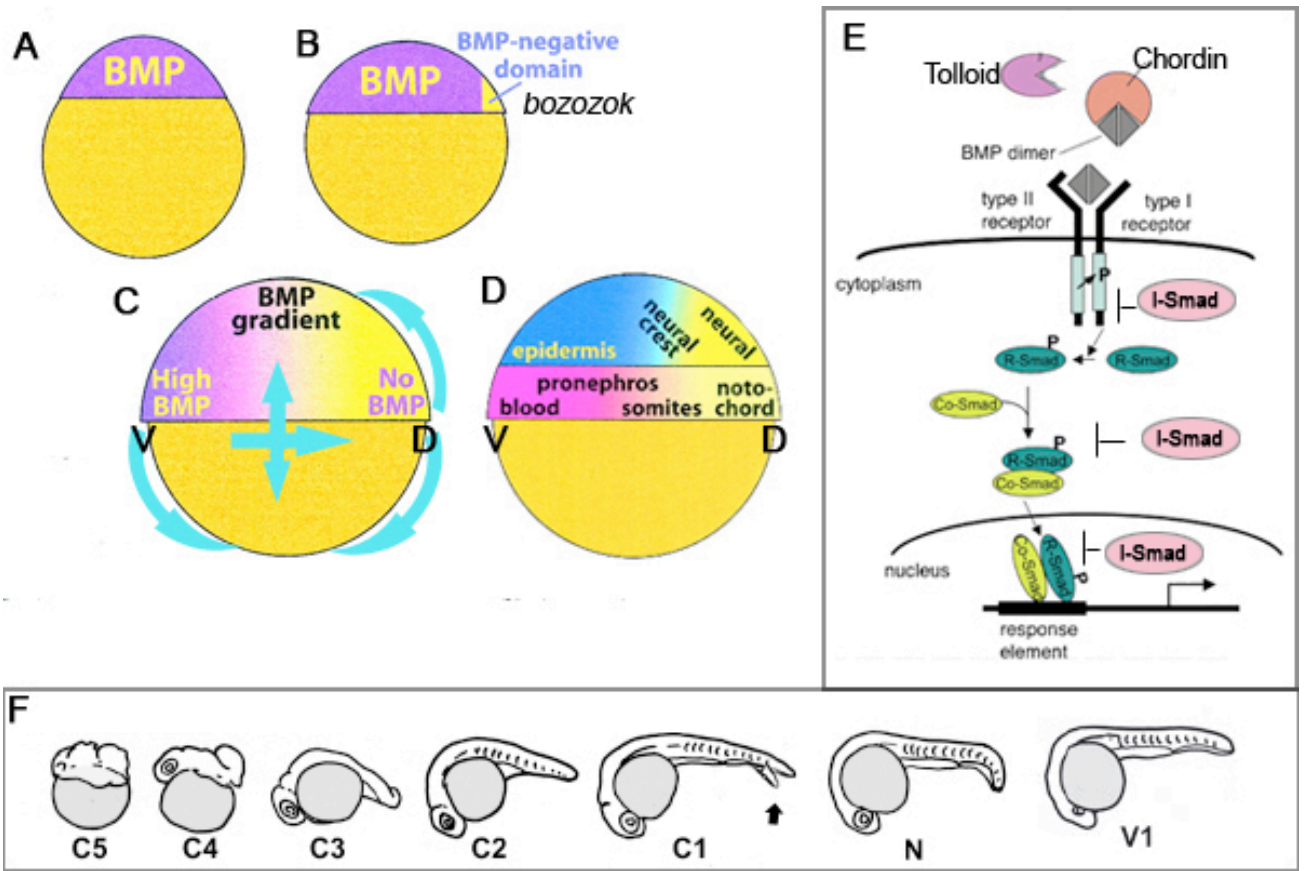 A
BMP
B
BMP-negative
domain
BMP
bozozok
C
BMP
gradient
High
BMP
No
BMP
V
D
D
epidermis
neural
crest
neural
pronephros
blood
somites
noto-
chord
V
D
E
Tolloid
Chordin
BMP dimer
type II
receptor
type I
receptor
cytoplasm
P
I-Smad
P
R-Smad
R-Smad
Co-Smad
P
R-Smad
Co-Smad
I-Smad
nucleus
Co-Smad
R-Smad
P
I-Smad
response
element
F
C5
C4
C3
C2
C1
N
V1